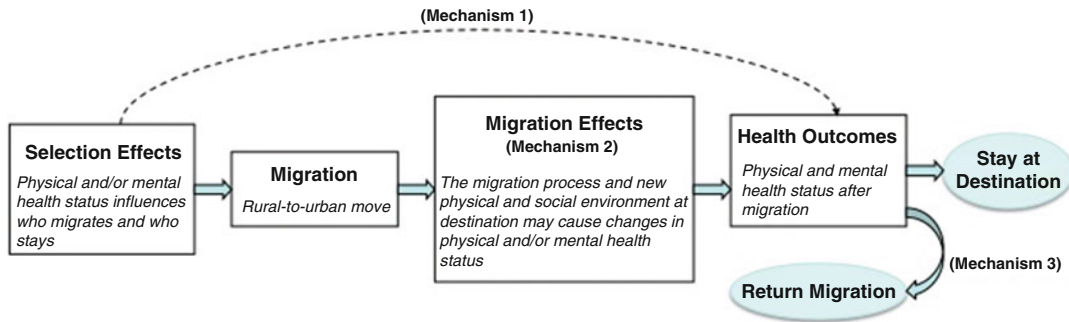 (Mechanism 1)
Selection Effects
Physical and/or mental
health status influences
who migrates and who
stays
Migration
Rural-to-urban move
Migration Effects
(Mechanism 2)
The migration process and new
physical and social environment at
destination may cause changes in
physical and/or mental health
status
Health Outcomes
Physical and mental
health status after
migration
Stay at
Destination
(Mechanism 3)
Return Migration